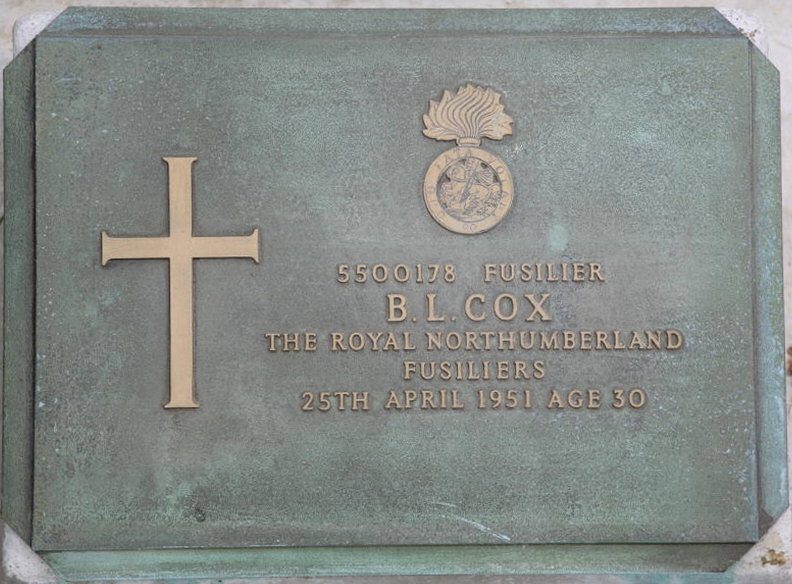 5500178 FUSILIER
B. L. COX
THE ROYAL NORTHUMBERLAND
FUSILIERS
25TH APRIL 1951 AGE 30